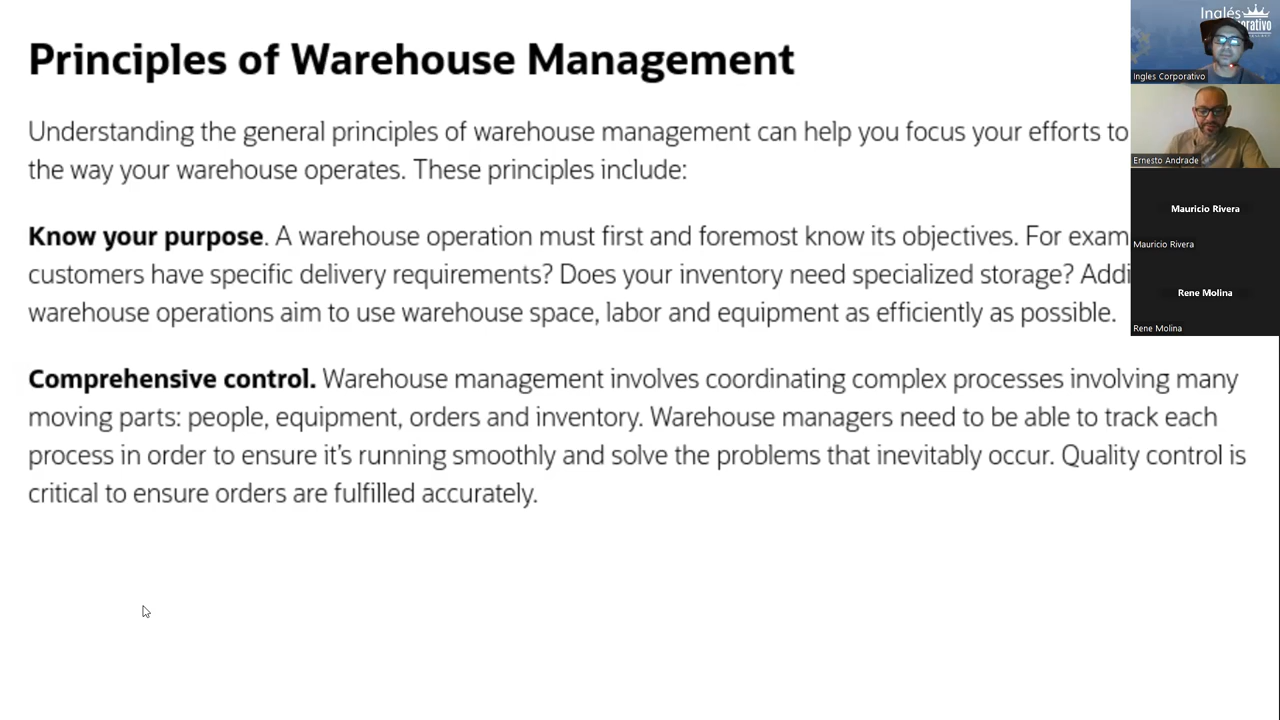 Principles of Warehouse Management
Understanding the general principles of warehouse management can help you focus your efforts to
the way your warehouse operates. These principles include:
Know your purpose. A warehouse operation must first and foremost know its objectives. For exam
customers have specific delivery requirements? Does your inventory need specialized storage? Addi
warehouse operations aim to use warehouse space, labor and equipment as efficiently as possible.
Comprehensive control. Warehouse management involves coordinating complex processes involving many
moving parts: people, equipment, orders and inventory. Warehouse managers need to be able to track each
process in order to ensure it's running smoothly and solve the problems that inevitably occur. Quality control is
critical to ensure orders are fulfilled accurately.
Inglés
Ingles Corporativo
Ernesto Andrade
Mauricio Rivera
Mauricio Rivera
Rene Molina
Rene Molina